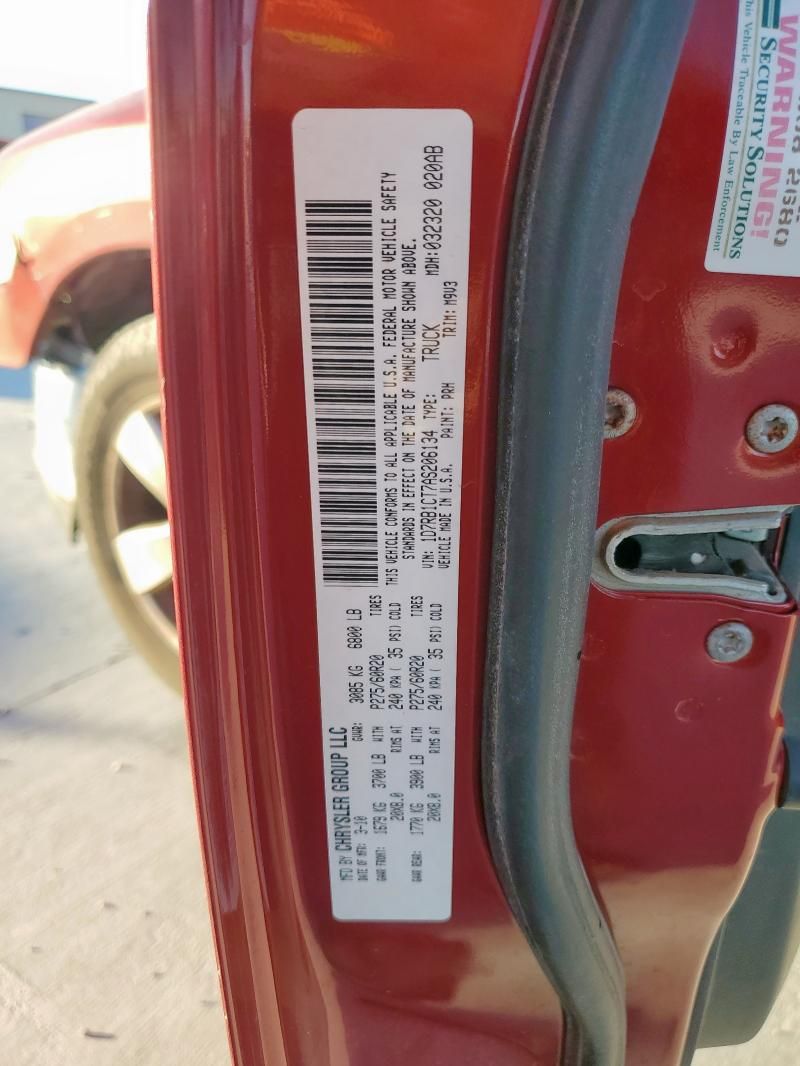 MFD BY CHRYSLER GROUP LLC
DATE OF MFR: 3-10 GVWR: 3085 KG 6800 LB
GAWR FRONT: 1679 KG 3700 LB WITH P275/60R20 TIRES
20X8.0 RIMS AT 240 KPA ( 35 PSI) COLD
GAWR REAR: 1770 KG 3900 LB WITH P275/60R20 TIRES
20X8.0 RIMS AT 240 KPA ( 35 PSI) COLD
THIS VEHICLE CONFORMS TO ALL APPLICABLE U.S.A. FEDERAL MOTOR VEHICLE SAFETY
STANDARDS IN EFFECT ON THE DATE OF MANUFACTURE SHOWN ABOVE.
VIN: 1D7RB1CT7AS206134 TYPE: TRUCK MDH:032320 020AB
VEHICLE MADE IN U.S.A. PAINT: PRH TRIM: M9V3
WARNING!
SECURITY SOLUTIONS
This Vehicle Traceable By Law Enforcement